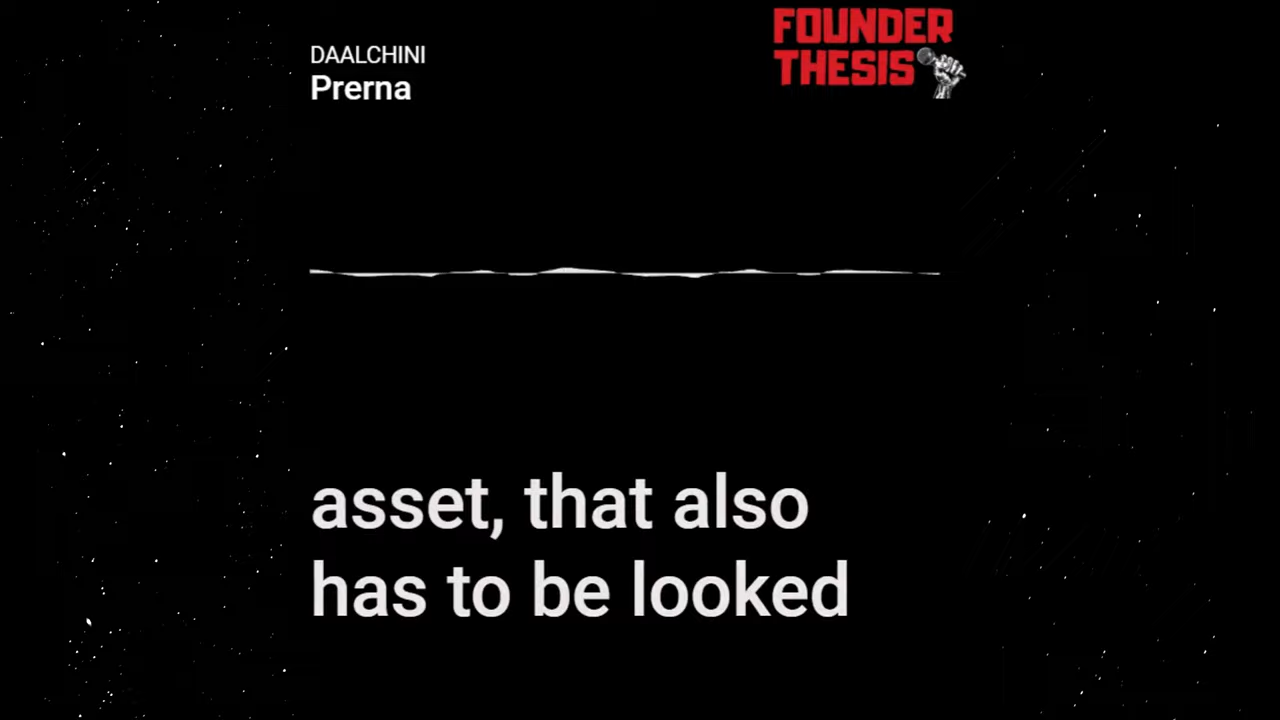 DAALCHINI
Prerna
FOUNDER
THESIS
asset, that also
has to be looked